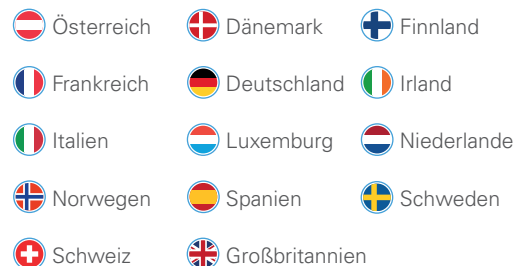 Österreich Dänemark Finnland
Frankreich Deutschland Irland
Italien Luxemburg Niederlande
Norwegen Spanien Schweden
Schweiz Großbritannien